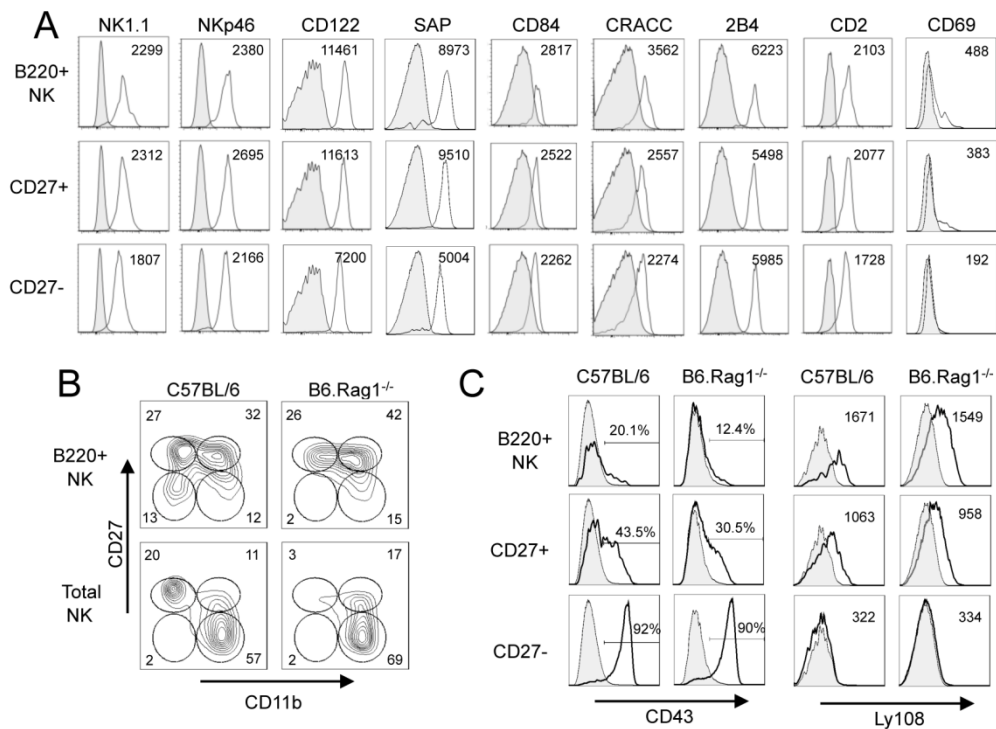 A
NK1.1 NKp46 CD122 SAP CD84 CRACC 2B4 CD2 CD69
B220+
NK
2299 2380 11461 8973 2817 3562 6223 2103 488
CD27+
2312 2695 11613 9510 2522 2557 5498 2077 383
CD27-
1807 2166 7200 5004 2262 2274 5985 1728 192
B
C57BL/6 B6.Rag1-/-
B220+
NK
27 32 26 42
13 12 2 15
Total
NK
20 11 3 17
2 57 2 69
CD27
CD11b
C
C57BL/6 B6.Rag1-/- C57BL/6 B6.Rag1-/-
B220+
NK
20.1% 12.4% 1671 1549
CD27+
43.5% 30.5% 1063 958
CD27-
92% 90% 322 334
CD43 Ly108